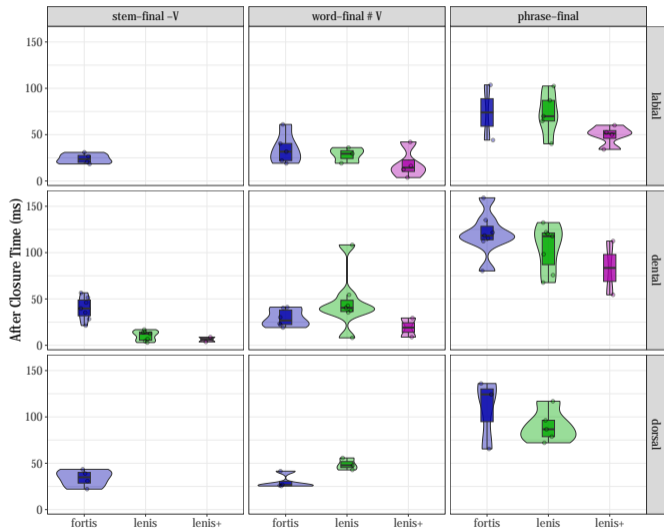 stem-final –V
word-final # V
phrase-final
After Closure Time (ms)
150
100
50
0
labial
150
100
50
0
dental
150
100
50
0
dorsal
fortis
lenis
lenis+
fortis
lenis
lenis+
fortis
lenis
lenis+